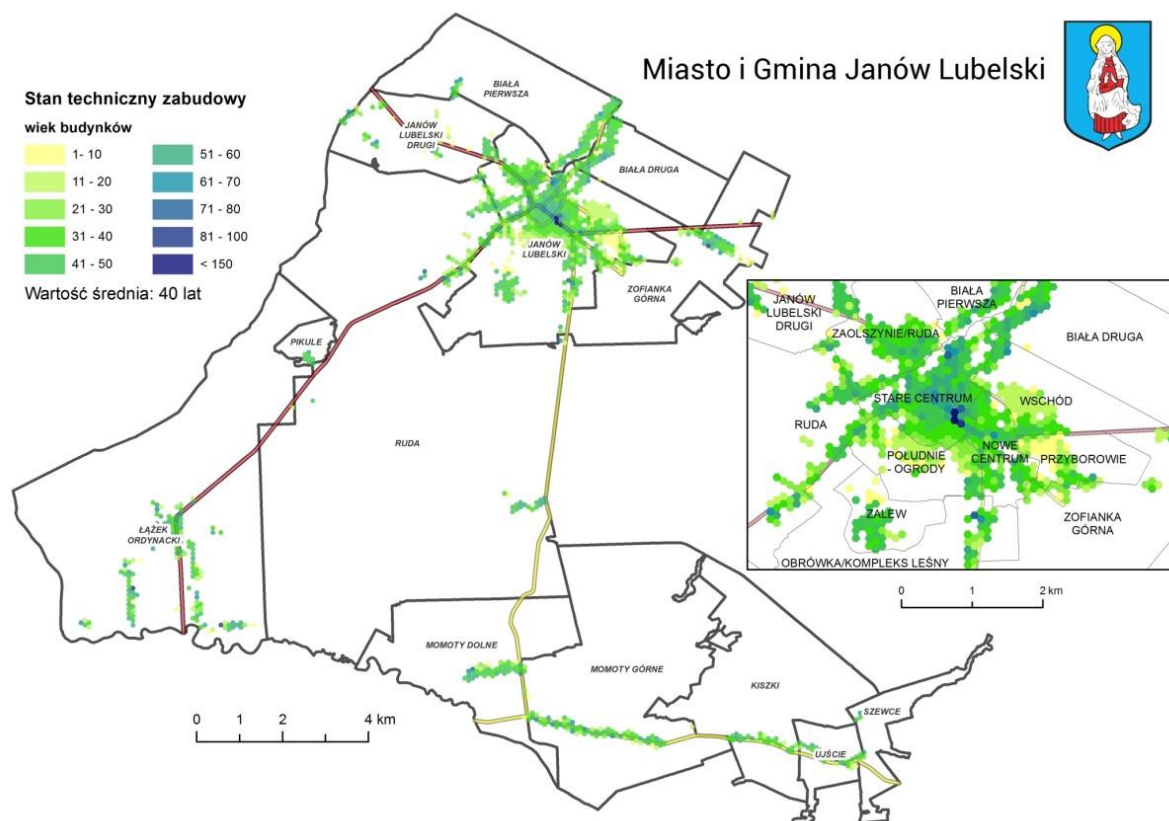 Miasto i Gmina Janów Lubelski
Stan techniczny zabudowy
wiek budynków
1- 10
11 - 20
21 - 30
31 - 40
41 - 50
51 - 60
61 - 70
71 - 80
81 - 100
< 150
Wartość średnia: 40 lat
BIAŁA
PIERWSZA
JANÓW
LUBELSKI
DRUGI
BIAŁA DRUGA
JANÓW
LUBELSKI
ZOFIANKA
GÓRNA
PIKULE
RUDA
ŁĄŻEK
ORDYNACKI
MOMOTY DOLNE
MOMOTY GÓRNE
KISZKI
SZEWCE
UJŚCIE
0 1 2 4 km
JANÓW
LUBELSKI
DRUGI
BIAŁA
PIERWSZA
ZAOLSZYNIE/RUDA
BIAŁA DRUGA
STARE CENTRUM
WSCHÓD
RUDA
NOWE
CENTRUM
POŁUDNIE
- OGRODY
PRZYBOROWIE
ZALEW
ZOFIANKA
GÓRNA
OBRÓWKA/KOMPLEKS LEŚNY
0 1 2 km